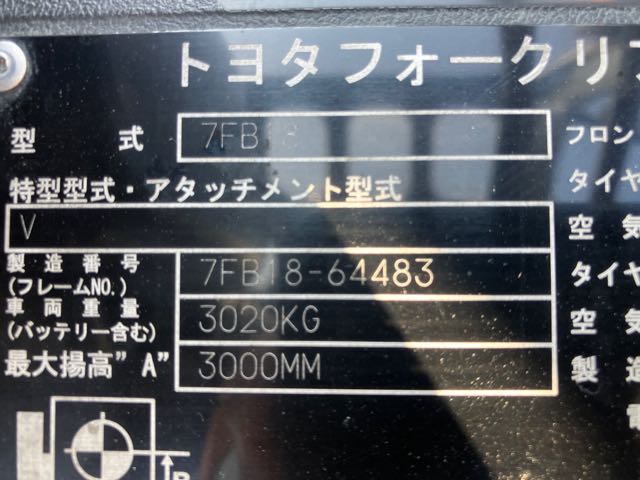 トヨタフォークリフ
型 式 7FB18 フロン
特型型式・アタッチメント型式 タイヤ
V 空気
製造番号 7FB18-64483 タイヤ
(フレームNO.)
車両重量 3020KG 空気
(バッテリー含む)
最大揚高"A" 3000MM 製造
電